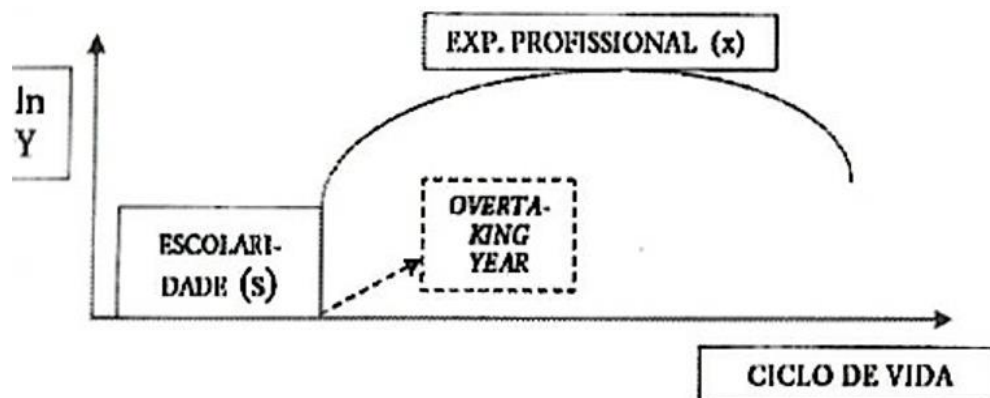 EXP. PROFISSIONAL (x)
ln
Y
OVERTA-
KING
YEAR
ESCOLARI-
DADE (s)
CICLO DE VIDA